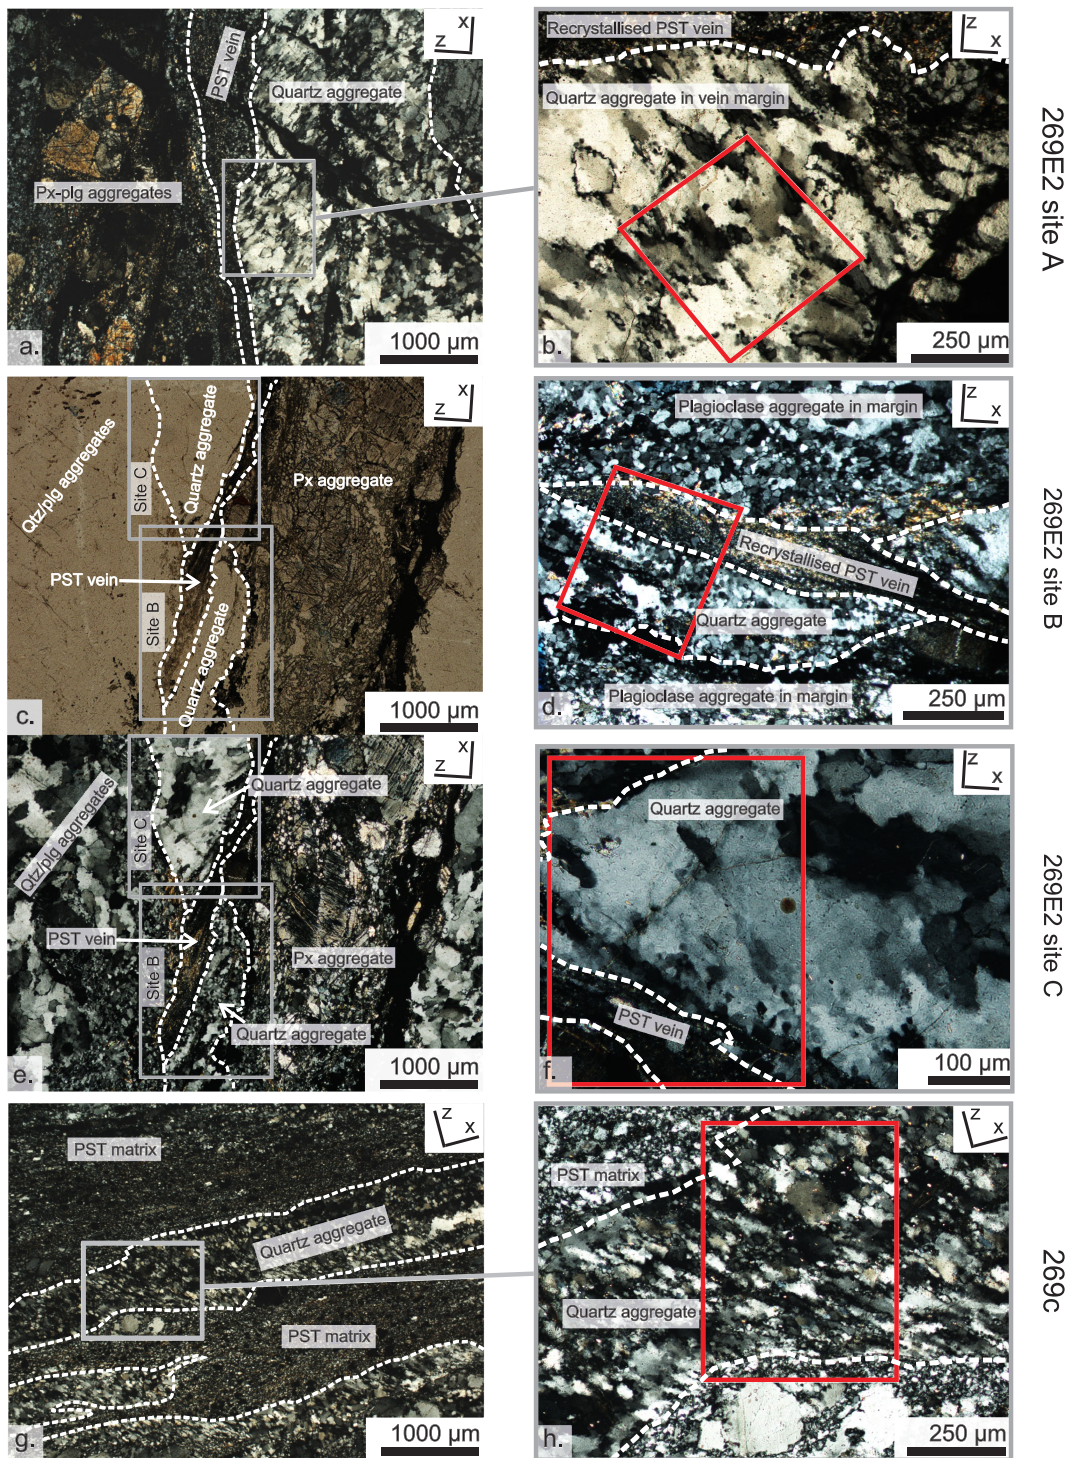 PST vein
Quartz aggregate
Px-plg aggregates
x
z
a.
1000 µm
Recrystallised PST vein
Quartz aggregate in vein margin
z
x
b.
250 µm
269E2 site A
Qtz/plg aggregates
Site C
Quartz aggregate
Px aggregate
PST vein
Site B
Quartz aggregate
x
z
c.
1000 µm
Plagioclase aggregate in margin
Recrystallised PST vein
Quartz aggregate
Plagioclase aggregate in margin
z
x
d.
250 µm
269E2 site B
Qtz/plg aggregates
Quartz aggregate
Site C
PST vein
Site B
Px aggregate
Quartz aggregate
x
z
e.
1000 µm
Quartz aggregate
PST vein
z
x
f.
100 µm
269E2 site C
PST matrix
Quartz aggregate
PST matrix
z
x
g.
1000 µm
PST matrix
Quartz aggregate
z
x
h.
250 µm
269c